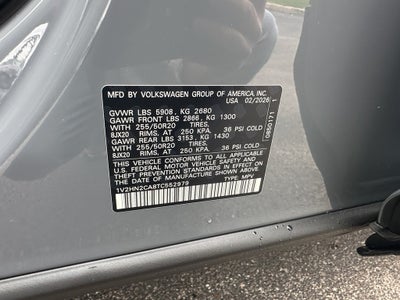 MFD BY VOLKSWAGEN GROUP OF AMERICA, INC.
USA 02/2026
GVWR LBS 5908, KG 2680
GAWR FRONT LBS 2866, KG 1300
WITH 255/50R20 TIRES,
8JX20 RIMS, AT 250 KPA, 36 PSI COLD
GAWR REAR LBS 3153, KG 1430
WITH 255/50R20 TIRES,
8JX20 RIMS, AT 250 KPA, 36 PSI COLD
THIS VEHICLE CONFORMS TO ALL APPLICABLE
U.S. FEDERAL MOTOR VEHICLE SAFETY, BUMPER AND
THEFT PREVENTION STANDARDS IN EFFECT ON THE
DATE OF MANUFACTURE SHOWN ABOVE.
1V2HN2CA8TC552979 TYPE: MPV